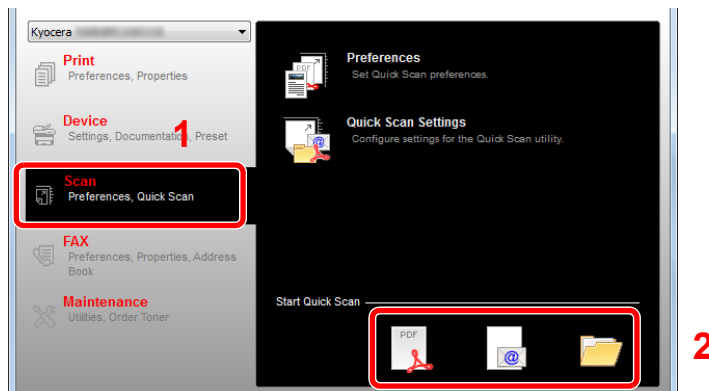 Kyocera
Print
Preferences, Properties
Device
Settings, Documentation, Preset
1
Scan
Preferences, Quick Scan
FAX
Preferences, Properties, Address
Book
Maintenance
Utilities, Order Toner
PDF
Preferences
Set Quick Scan preferences.
@
Quick Scan Settings
Configure settings for the Quick Scan utility.
Start Quick Scan
PDF
@
2